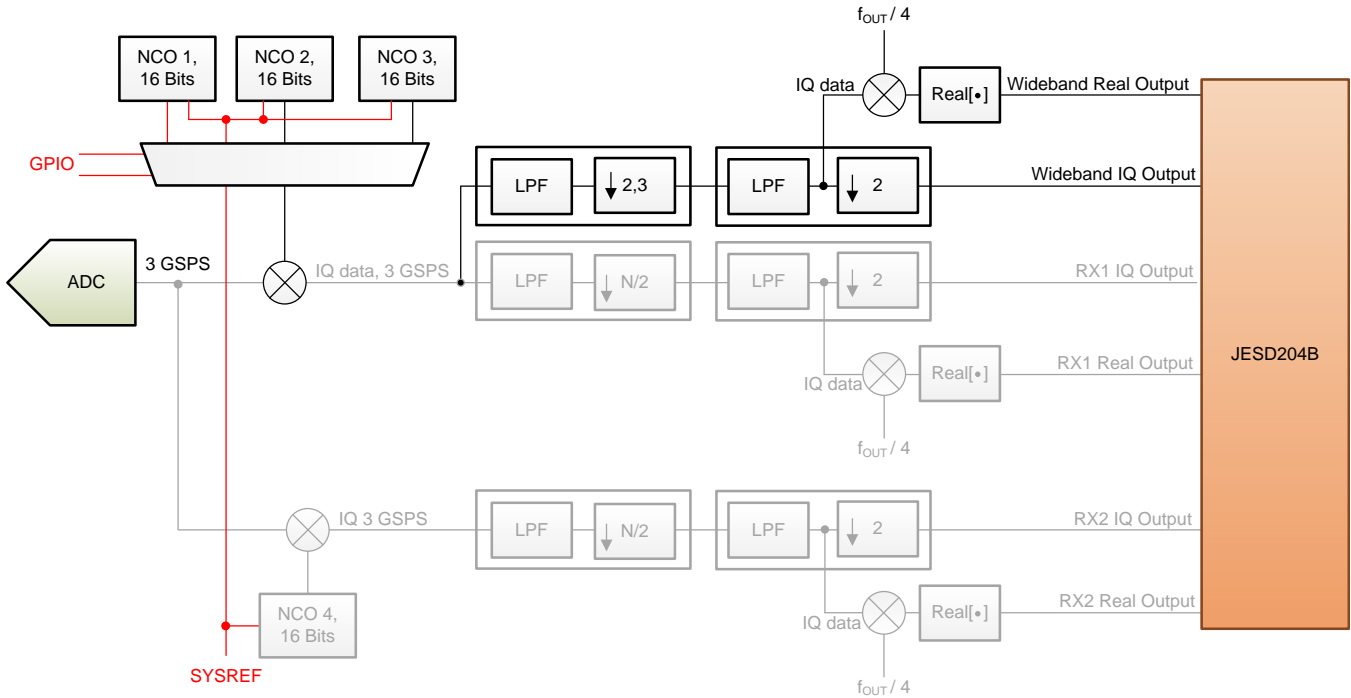 f_OUT / 4
NCO 1,
16 Bits
NCO 2,
16 Bits
NCO 3,
16 Bits
IQ data
Real[•]
Wideband Real Output
GPIO
LPF
2,3
LPF
2
Wideband IQ Output
ADC
3 GSPS
IQ data, 3 GSPS
LPF
N/2
LPF
2
RX1 IQ Output
JESD204B
IQ data
Real[•]
RX1 Real Output
f_OUT / 4
IQ 3 GSPS
LPF
N/2
LPF
2
RX2 IQ Output
NCO 4,
16 Bits
IQ data
Real[•]
RX2 Real Output
SYSREF
f_OUT / 4